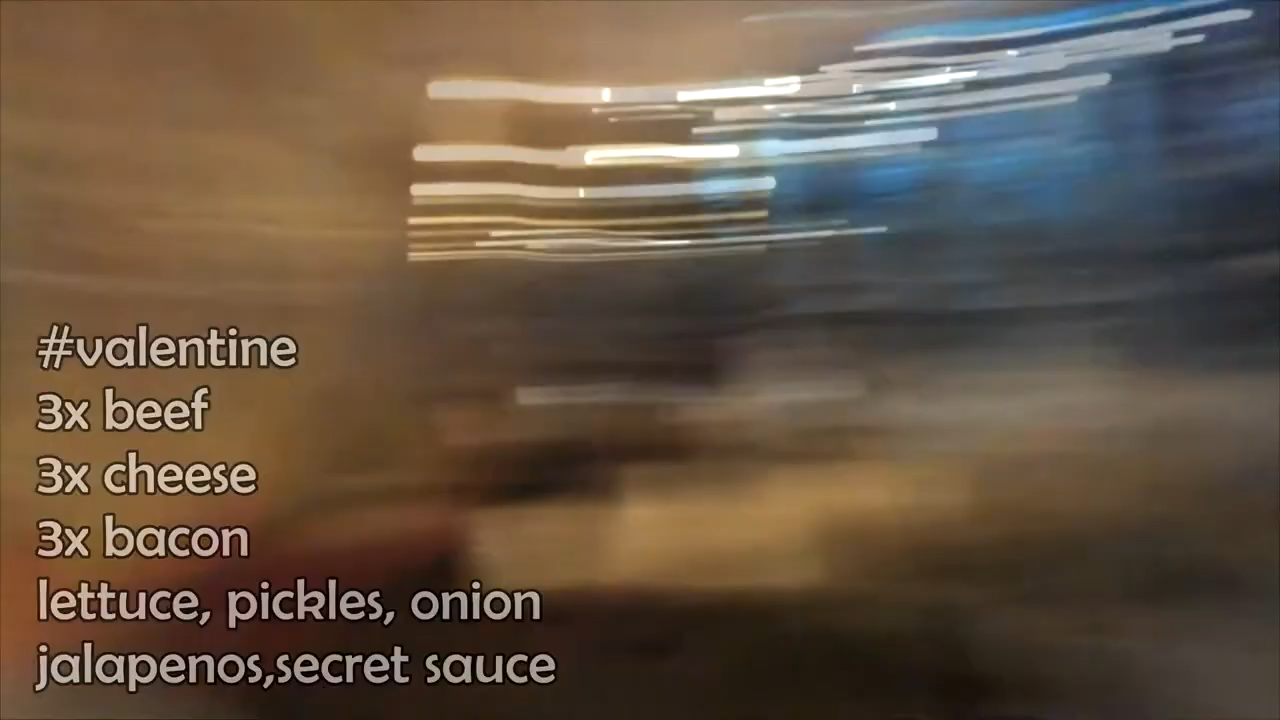 #valentine
3x beef
3x cheese
3x bacon
lettuce, pickles, onion
jalapenos,secret sauce